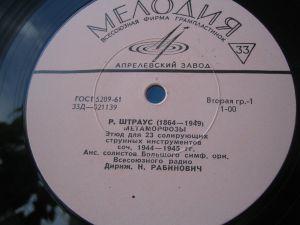 МЕЛОДИЯ
ВСЕСОЮЗНАЯ ФИРМА ГРАМПЛАСТИНОК
33
АПРЕЛЕВСКИЙ ЗАВОД
ГОСТ 5289-61
33Д—021139
Вторая гр.-1
1-00
Р. ШТРАУС (1864—1949)
МЕТАМОРФОЗЫ
Этюд для 23 солирующих
струнных инструментов
соч. 1944—1945 гг.
Анс. солистов Большого симф. орк.
Всесоюзного радио
Дириж. Н. РАБИНОВИЧ